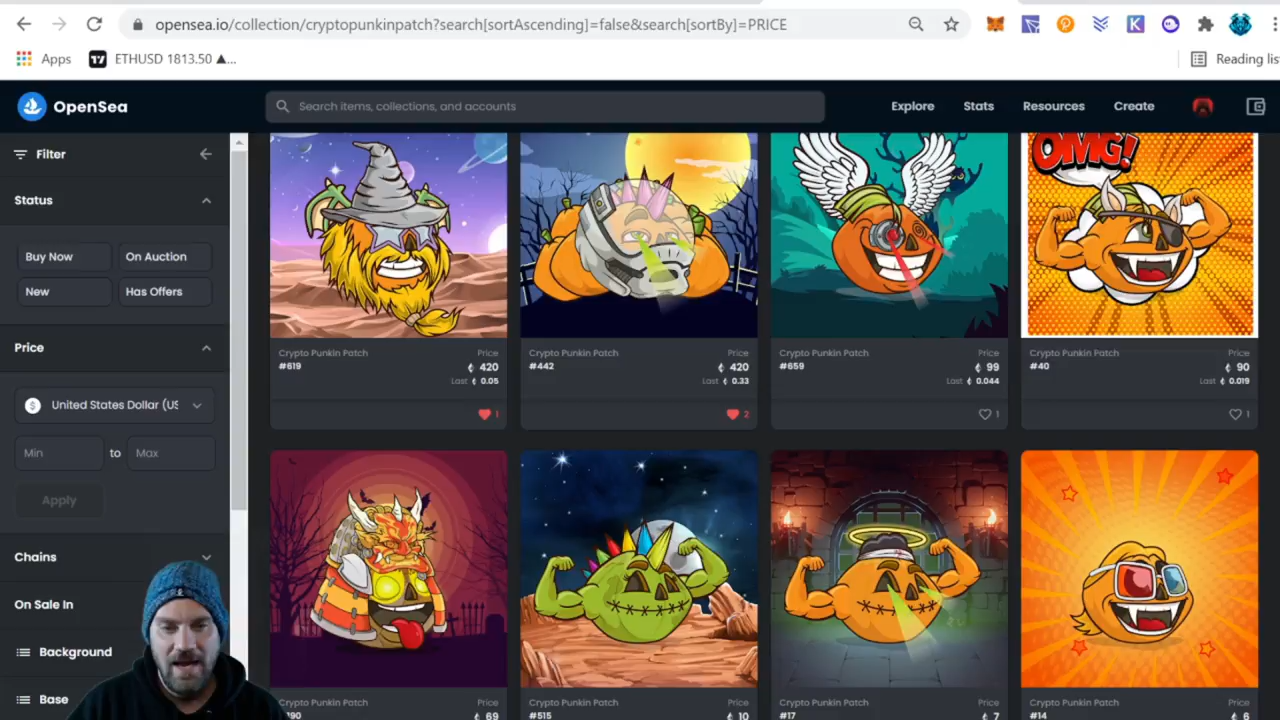 opensea.io/collection/cryptopunkinpatch?search[sortAscending]=false&search[sortBy]=PRICE
Apps
ETHUSD 1813.50 ▲...
Reading lis
OpenSea
Search items, collections, and accounts
Explore
Stats
Resources
Create
Filter
Status
Buy Now
On Auction
New
Has Offers
Price
$
United States Dollar (US
Min
to
Max
Apply
Chains
On Sale In
Background
Base
OMG!
Crypto Punkin Patch Price
#619 420
Last 0.05
1
Crypto Punkin Patch Price
#442 420
Last 0.33
2
Crypto Punkin Patch Price
#659 99
Last 0.044
1
Crypto Punkin Patch Price
#40 90
Last 0.019
1
Crypto Punkin Patch Price
69
Crypto Punkin Patch Price
#515 10
Crypto Punkin Patch Price
#17 7
Crypto Punkin Patch Price
#14 6